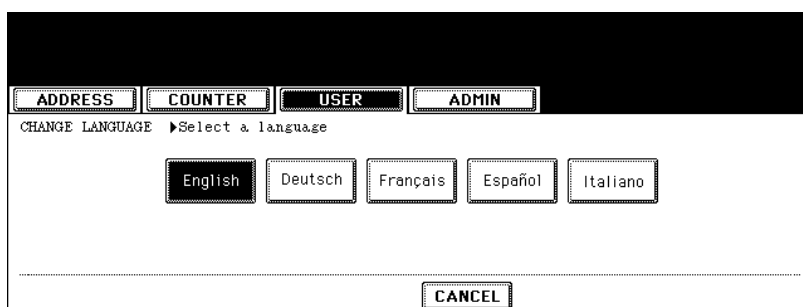 ADDRESS COUNTER USER ADMIN
CHANGE LANGUAGE ▶Select a language
English Deutsch Français Español Italiano
CANCEL